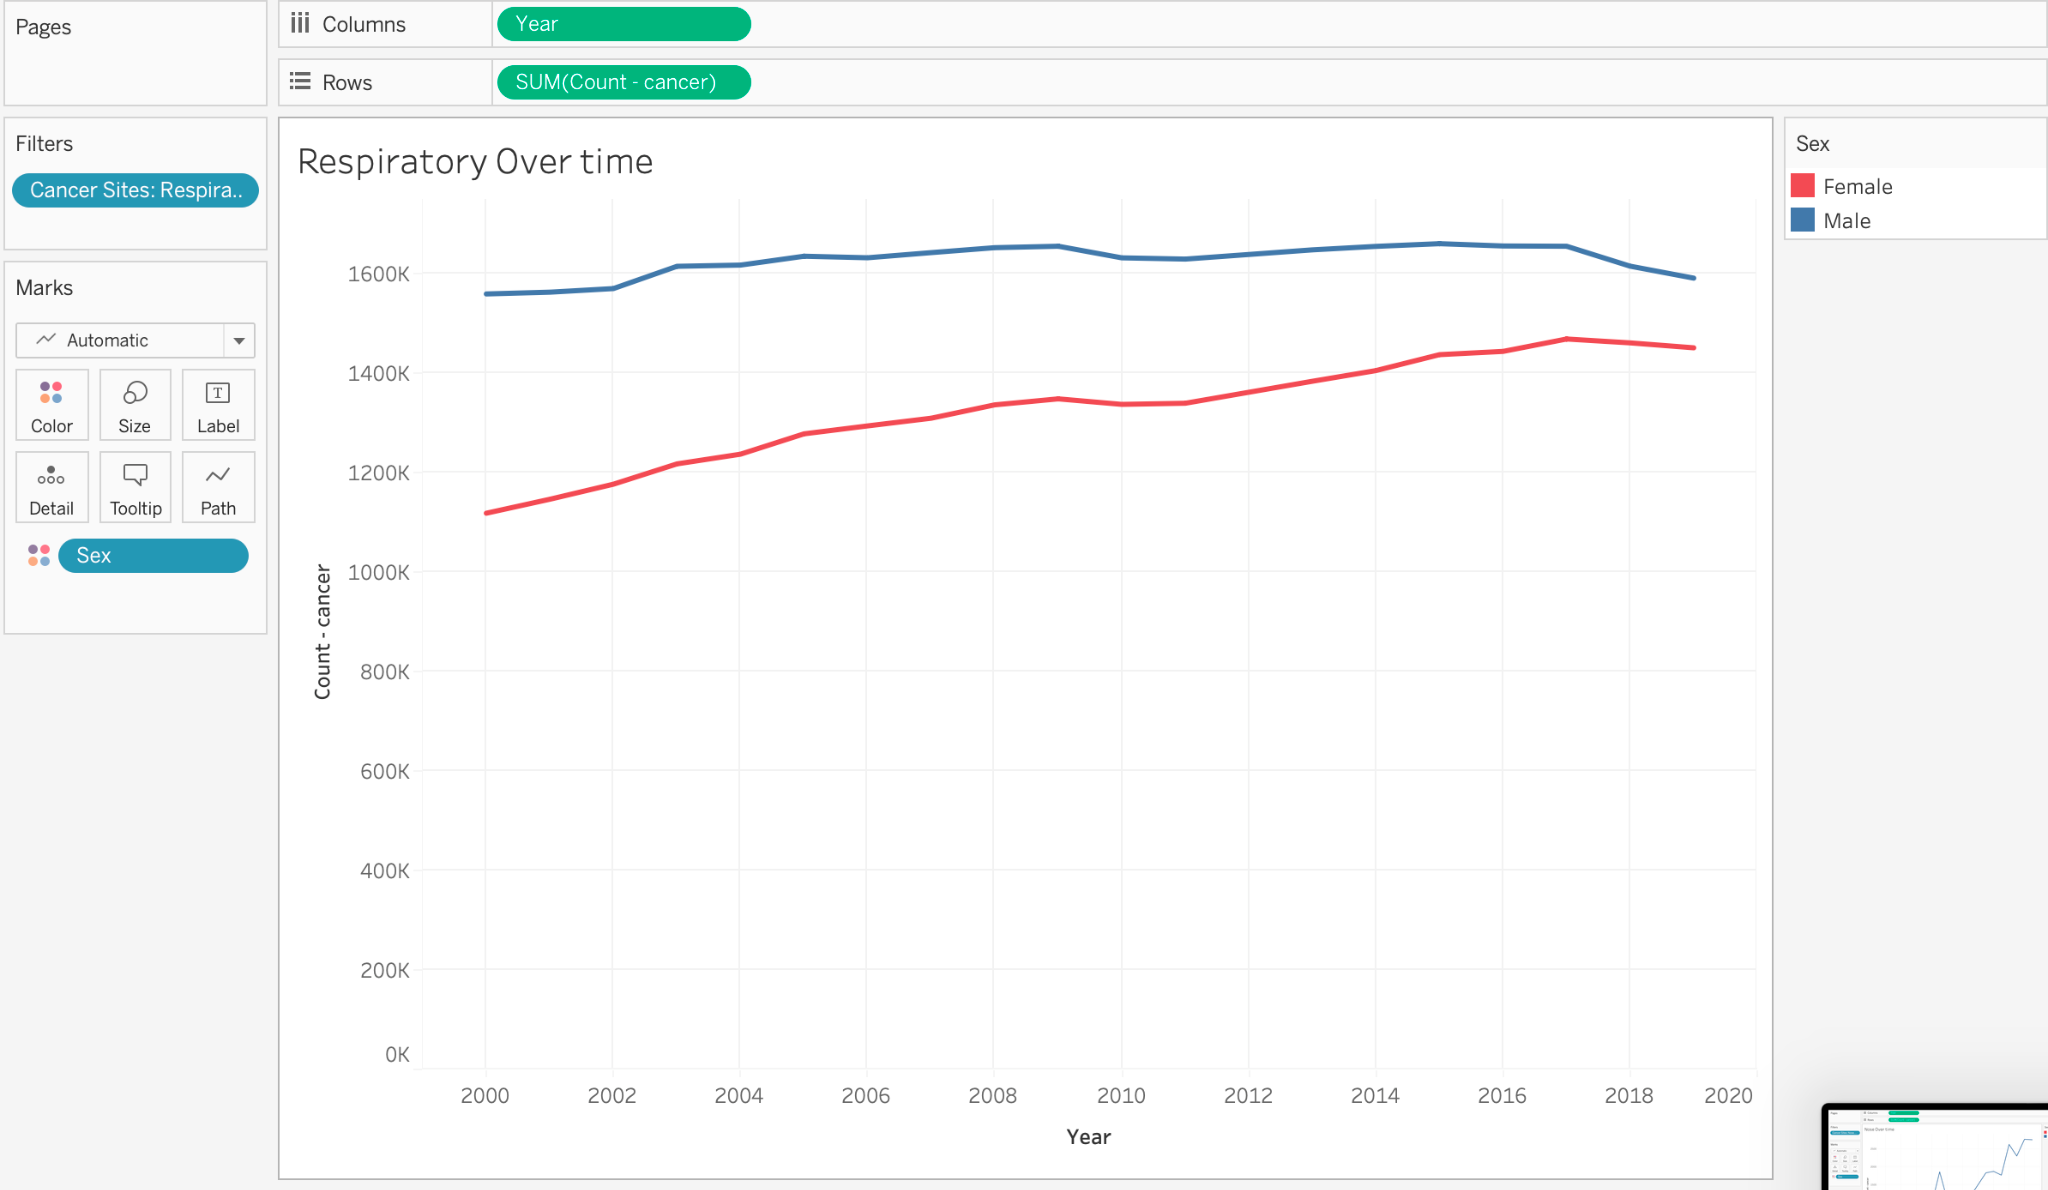 Pages
Columns
Year
Rows
SUM(Count - cancer)
Filters
Cancer Sites: Respira..
Marks
Automatic
Color
Size
Label
Detail
Tooltip
Path
Sex
Respiratory Over time
1600K
1400K
1200K
1000K
800K
600K
400K
200K
0K
Count - cancer
2000
2002
2004
2006
2008
2010
2012
2014
2016
2018
2020
Year
Sex
Female
Male